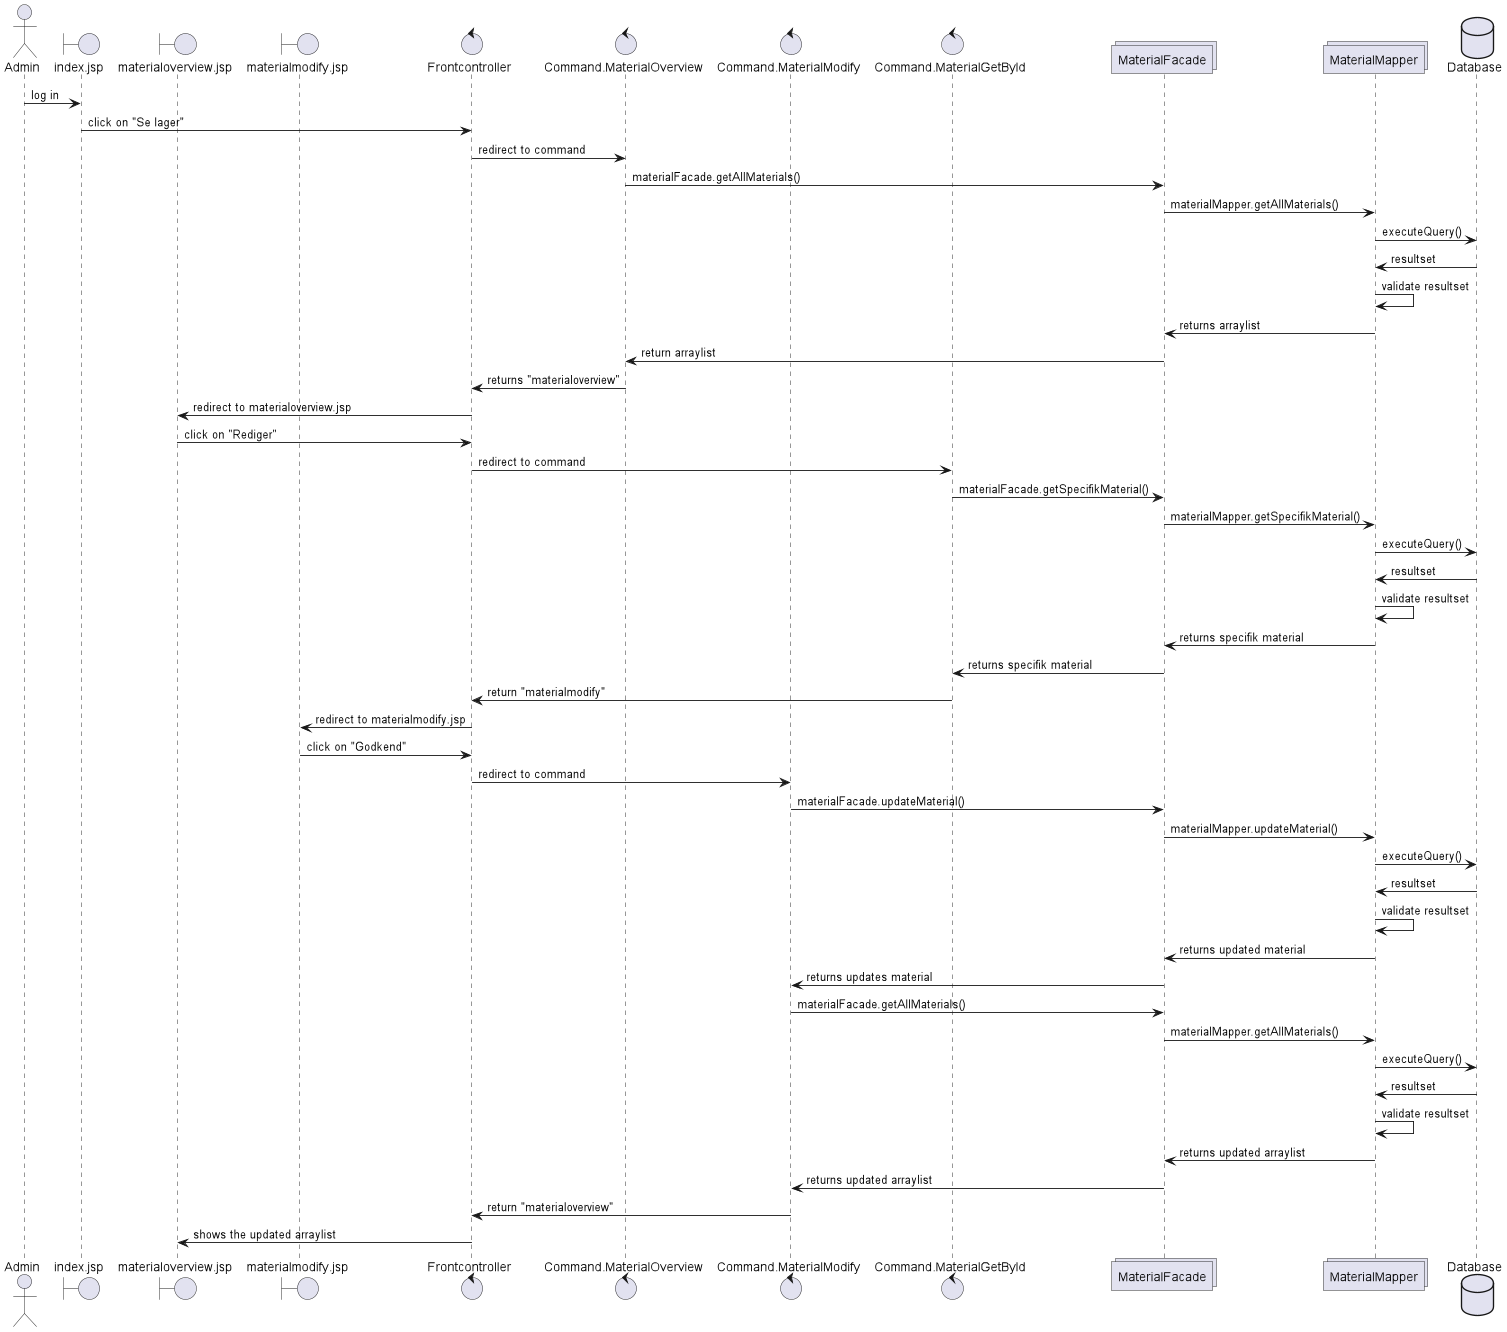 Admin
index.jsp
materialoverview.jsp
materialmodify.jsp
Frontcontroller
Command.MaterialOverview
Command.MaterialModify
Command.MaterialGetById
MaterialFacade
MaterialMapper
Database
log in
click on "Se lager"
redirect to command
materialFacade.getAllMaterials()
materialMapper.getAllMaterials()
executeQuery()
resultset
validate resultset
returns arraylist
return arraylist
returns "materialoverview"
redirect to materialoverview.jsp
click on "Rediger"
redirect to command
materialFacade.getSpecifikMaterial()
materialMapper.getSpecifikMaterial()
executeQuery()
resultset
validate resultset
returns specifik material
returns specifik material
return "materialmodify"
redirect to materialmodify.jsp
click on "Godkend"
redirect to command
materialFacade.updateMaterial()
materialMapper.updateMaterial()
executeQuery()
resultset
validate resultset
returns updated material
returns updates material
materialFacade.getAllMaterials()
materialMapper.getAllMaterials()
executeQuery()
resultset
validate resultset
returns updated arraylist
returns updated arraylist
return "materialoverview"
shows the updated arraylist
Admin
index.jsp
materialoverview.jsp
materialmodify.jsp
Frontcontroller
Command.MaterialOverview
Command.MaterialModify
Command.MaterialGetById
MaterialFacade
MaterialMapper
Database